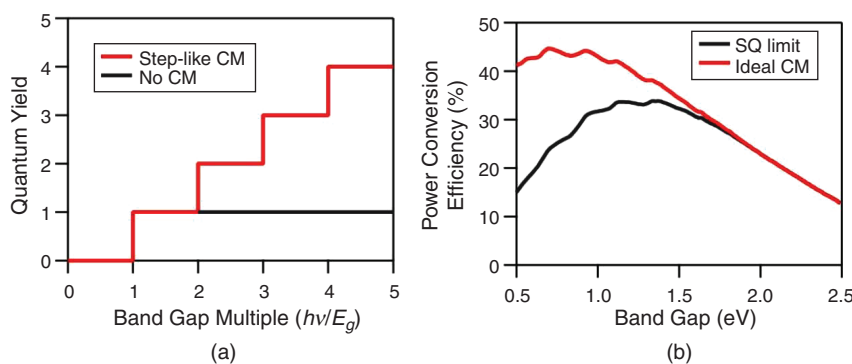 5
4
3
2
1
0
Quantum Yield
Step-like CM
No CM
0 1 2 3 4 5
Band Gap Multiple (hν/Eg)
(a)
50
40
30
20
10
0
Power Conversion
Efficiency (%)
SQ limit
Ideal CM
0.5 1.0 1.5 2.0 2.5
Band Gap (eV)
(b)